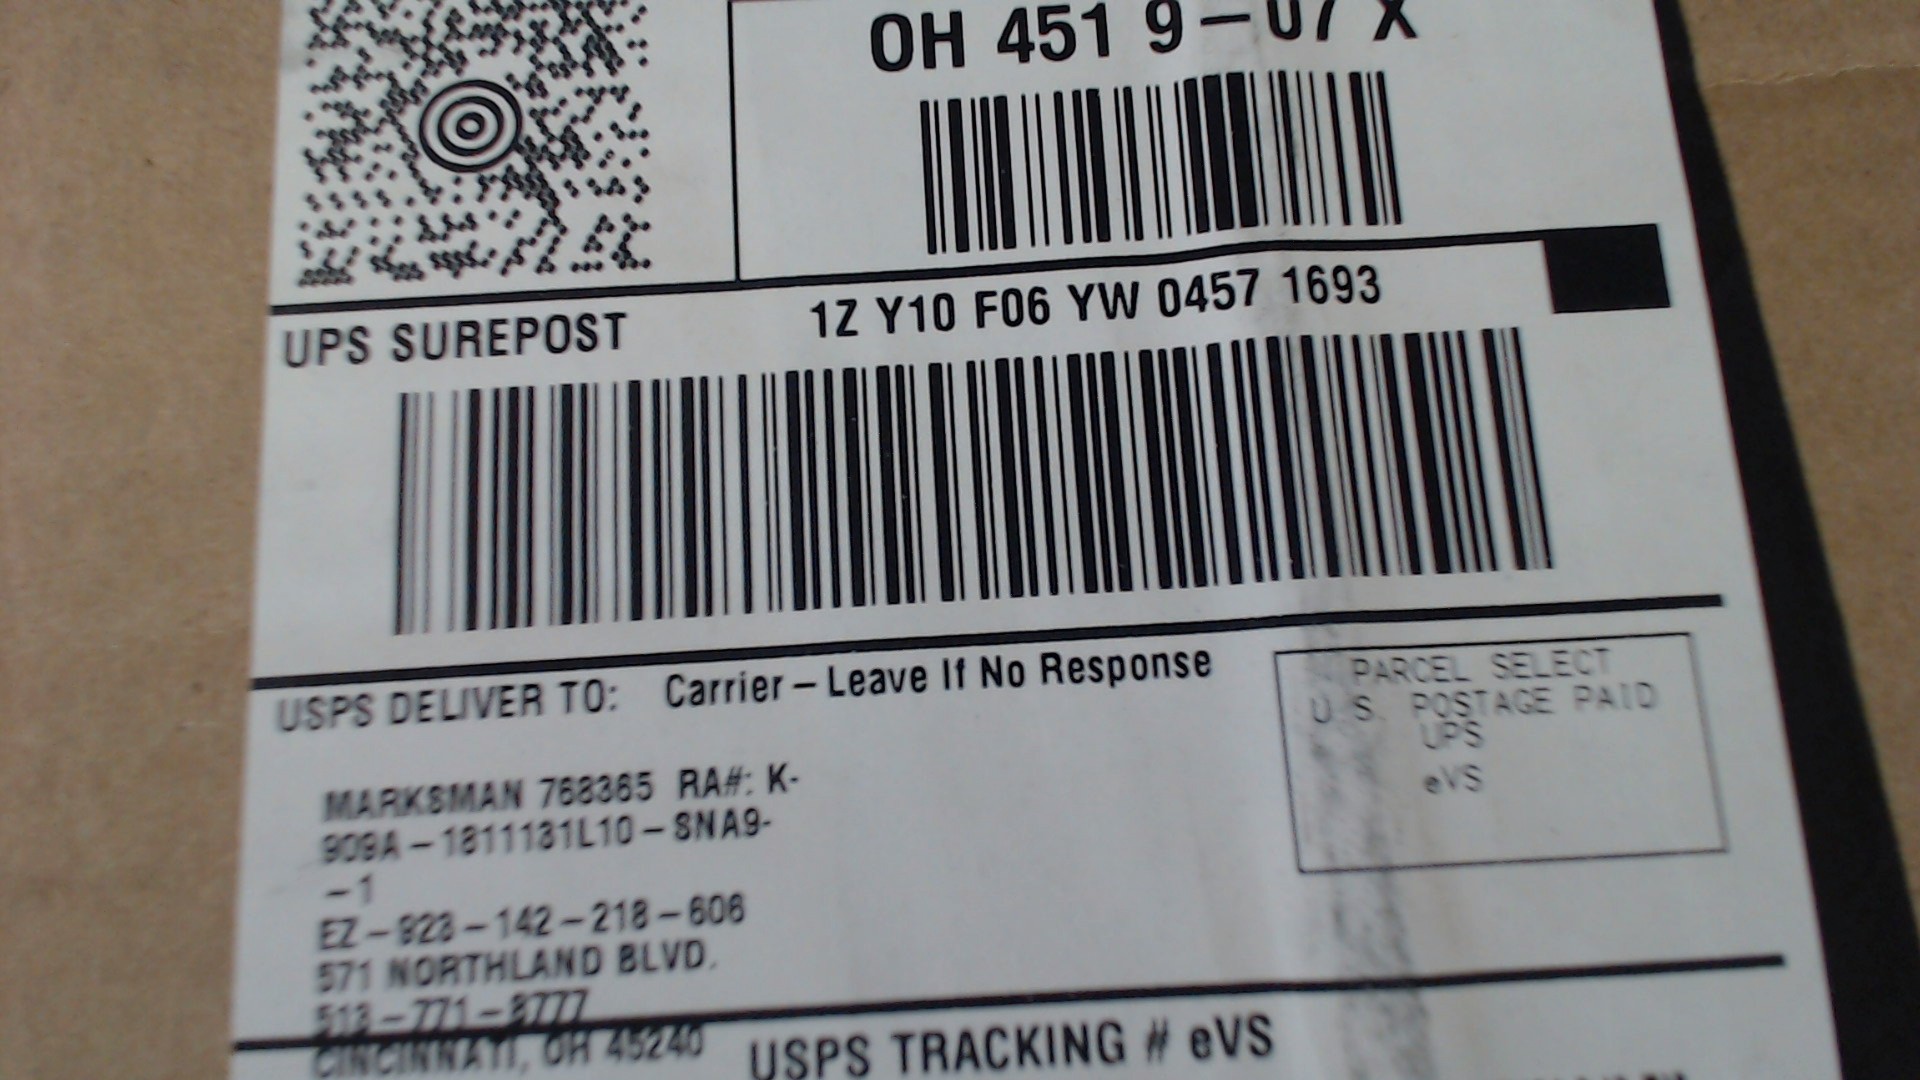 OH 451 9-07 X
UPS SUREPOST
1Z Y10 F06 YW 0457 1693
USPS DELIVER TO:
Carrier - Leave If No Response
PARCEL SELECT
U.S. POSTAGE PAID
UPS
eVS
MARKSMAN 768365 RA#: K-
909A-1811131L10-SNA9-
-1
EZ-923-142-218-606
571 NORTHLAND BLVD.
513-771-8777
CINCINNATI, OH 45240
USPS TRACKING # eVS